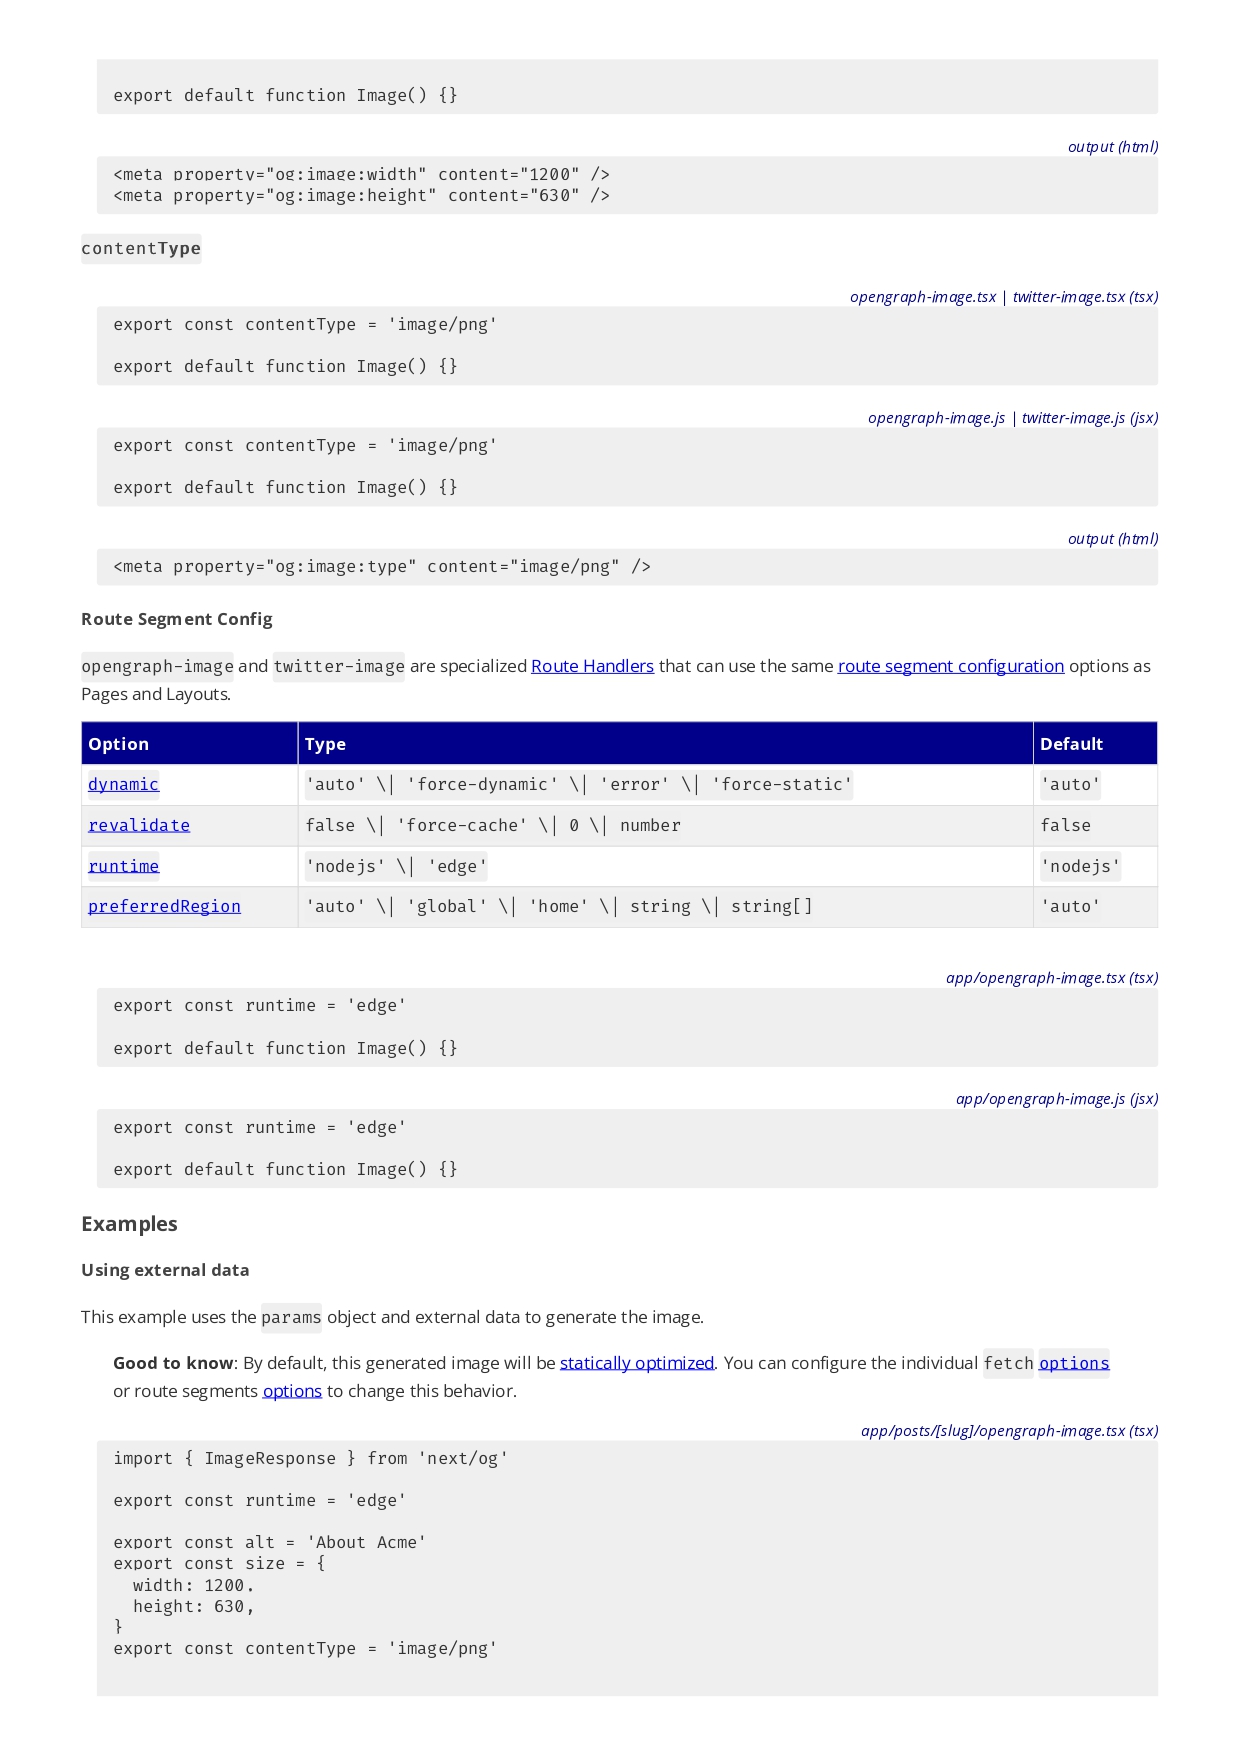 export default function Image() {}
output (html)
<meta property="og:image:width" content="1200" />
<meta property="og:image:height" content="630" />
contentType
opengraph-image.tsx | twitter-image.tsx (tsx)
export const contentType = 'image/png'
export default function Image() {}
opengraph-image.js | twitter-image.js (jsx)
export const contentType = 'image/png'
export default function Image() {}
output (html)
<meta property="og:image:type" content="image/png" />
Route Segment Config
opengraph-image and twitter-image are specialized Route Handlers that can use the same route segment configuration options as
Pages and Layouts.
Option Type Default
dynamic 'auto' \| 'force-dynamic' \| 'error' \| 'force-static' 'auto'
revalidate false \| 'force-cache' \| 0 \| number false
runtime 'nodejs' \| 'edge' 'nodejs'
preferredRegion 'auto' \| 'global' \| 'home' \| string \| string[] 'auto'
app/opengraph-image.tsx (tsx)
export const runtime = 'edge'
export default function Image() {}
app/opengraph-image.js (jsx)
export const runtime = 'edge'
export default function Image() {}
Examples
Using external data
This example uses the params object and external data to generate the image.
Good to know: By default, this generated image will be statically optimized. You can configure the individual fetch options
or route segments options to change this behavior.
app/posts/[slug]/opengraph-image.tsx (tsx)
import { ImageResponse } from 'next/og'
export const runtime = 'edge'
export const alt = 'About Acme'
export const size = {
  width: 1200,
  height: 630,
}
export const contentType = 'image/png'